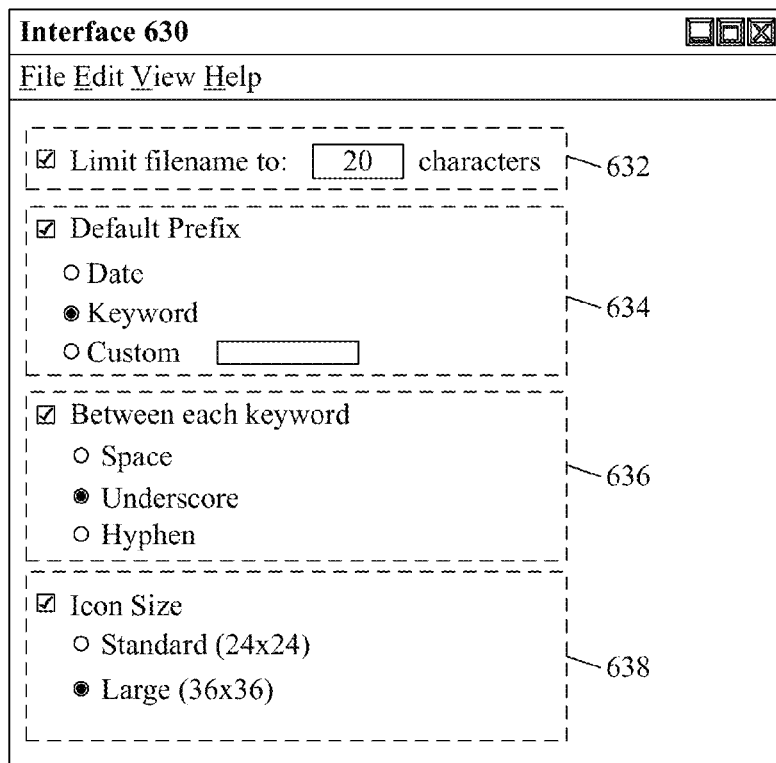 Interface 630
File Edit View Help
Limit filename to: 20 characters
632
Default Prefix
Date
Keyword
634
Custom
Between each keyword
Space
636
Underscore
Hyphen
Icon Size
Standard (24x24)
638
Large (36x36)